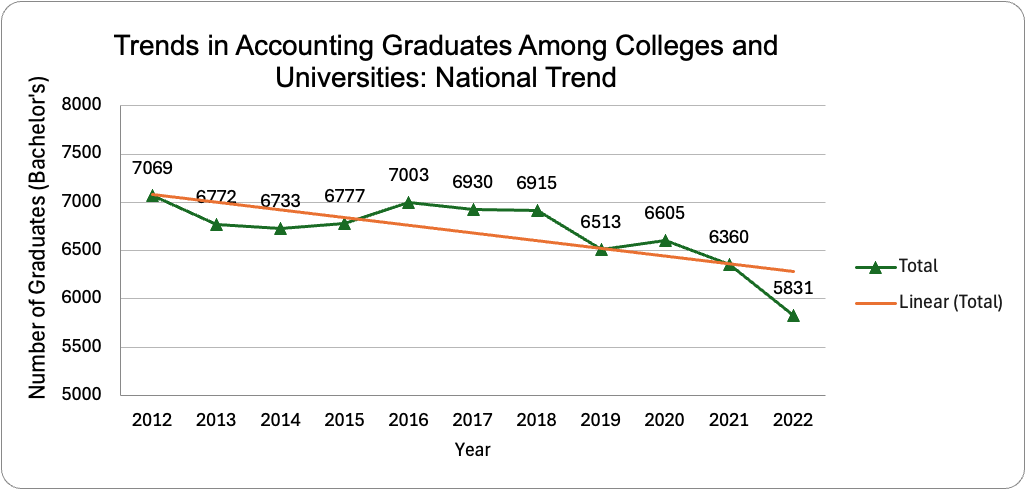 Trends in Accounting Graduates Among Colleges and
Universities: National Trend
Number of Graduates (Bachelor's)
8000
7500
7000
6500
6000
5500
5000
7069
6772
6733
6777
7003
6930
6915
6513
6605
6360
5831
2012 2013 2014 2015 2016 2017 2018 2019 2020 2021 2022
Year
Total
Linear (Total)